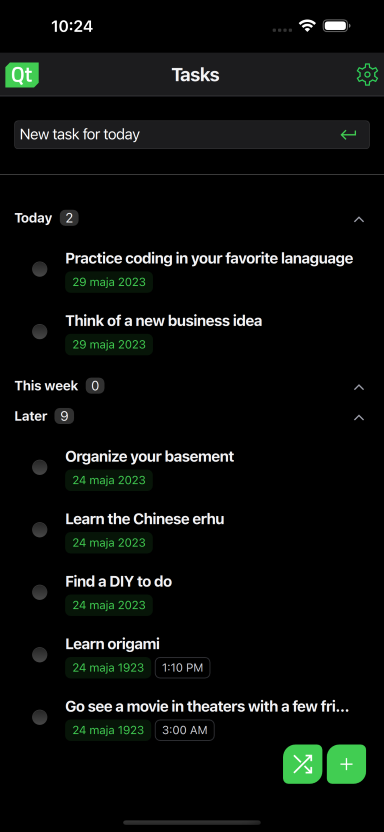 10:24
Qt
Tasks
New task for today
Today 2
Practice coding in your favorite lanaguage
29 maja 2023
Think of a new business idea
29 maja 2023
This week 0
Later 9
Organize your basement
24 maja 2023
Learn the Chinese erhu
24 maja 2023
Find a DIY to do
24 maja 2023
Learn origami
24 maja 1923 1:10 PM
Go see a movie in theaters with a few fri...
24 maja 1923 3:00 AM